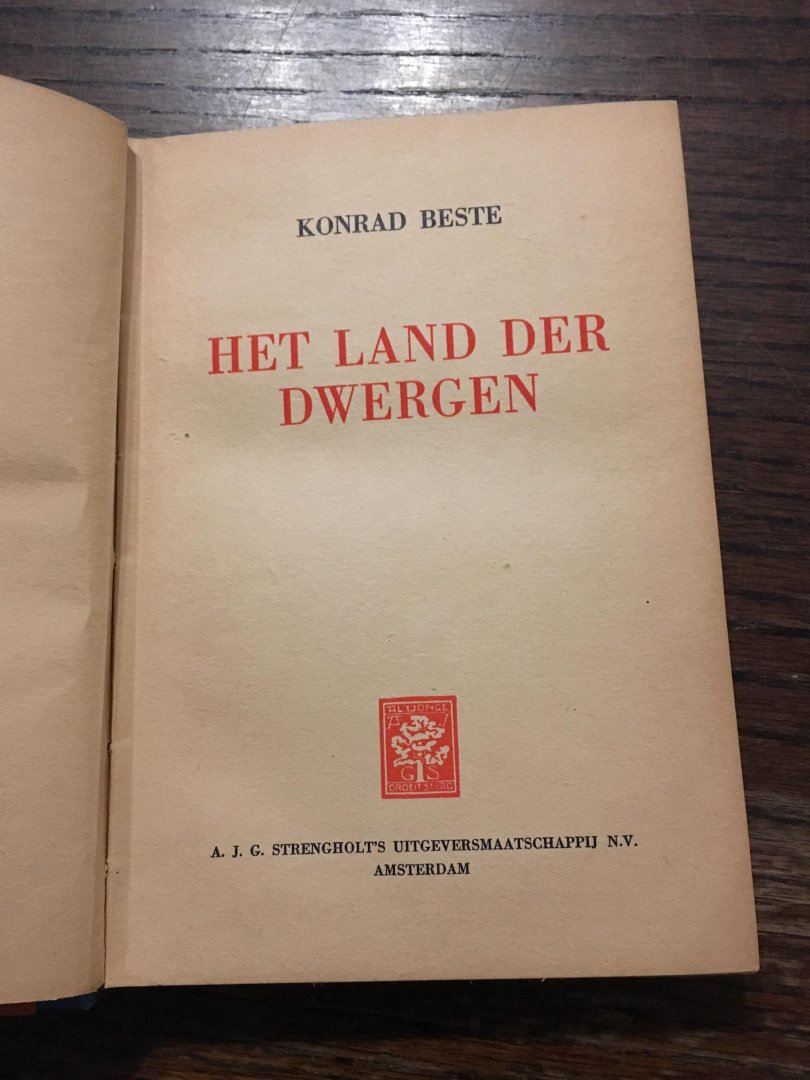 KONRAD BESTE
HET LAND DER
DWERGEN
A J
G S
A. J. G. STRENGHOLT'S UITGEVERSMAATSCHAPPIJ N.V.
AMSTERDAM